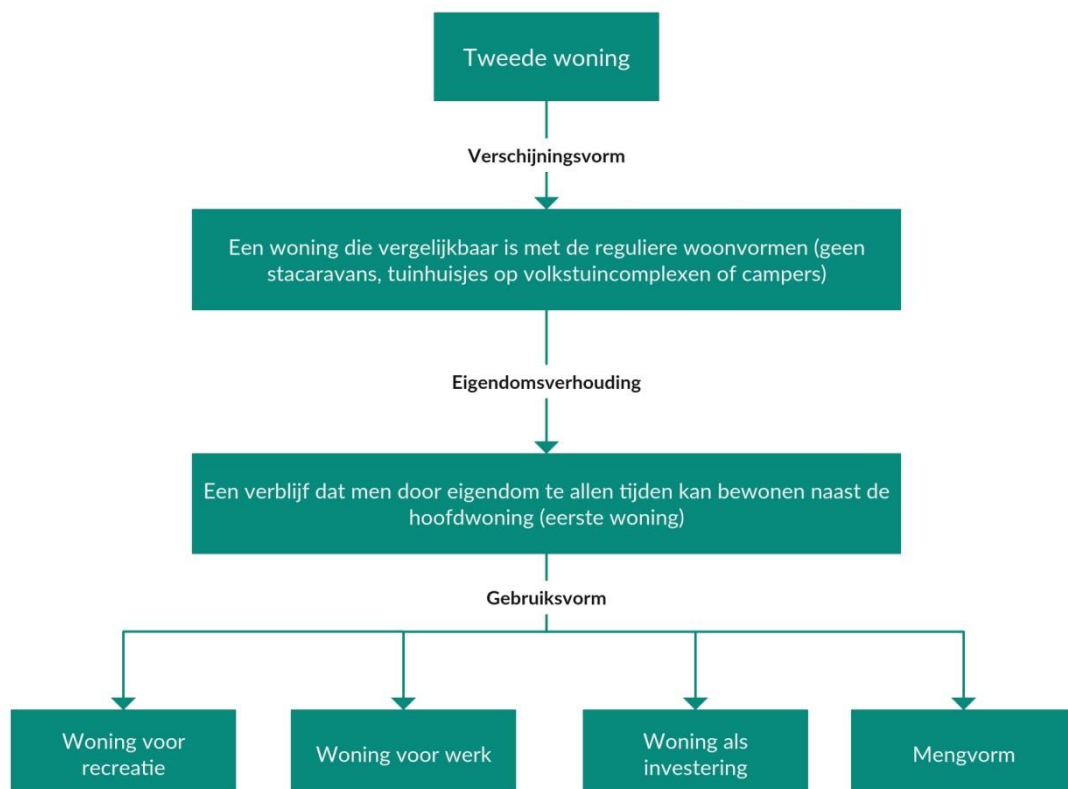 Tweede woning
Verschijningsvorm
Een woning die vergelijkbaar is met de reguliere woonvormen (geen
stacaravans, tuinhuisjes op volkstuincomplexen of campers)
Eigendomsverhouding
Een verblijf dat men door eigendom te allen tijden kan bewonen naast de
hoofdwoning (eerste woning)
Gebruiksvorm
Woning voor
recreatie
Woning voor werk
Woning als
investering
Mengvorm